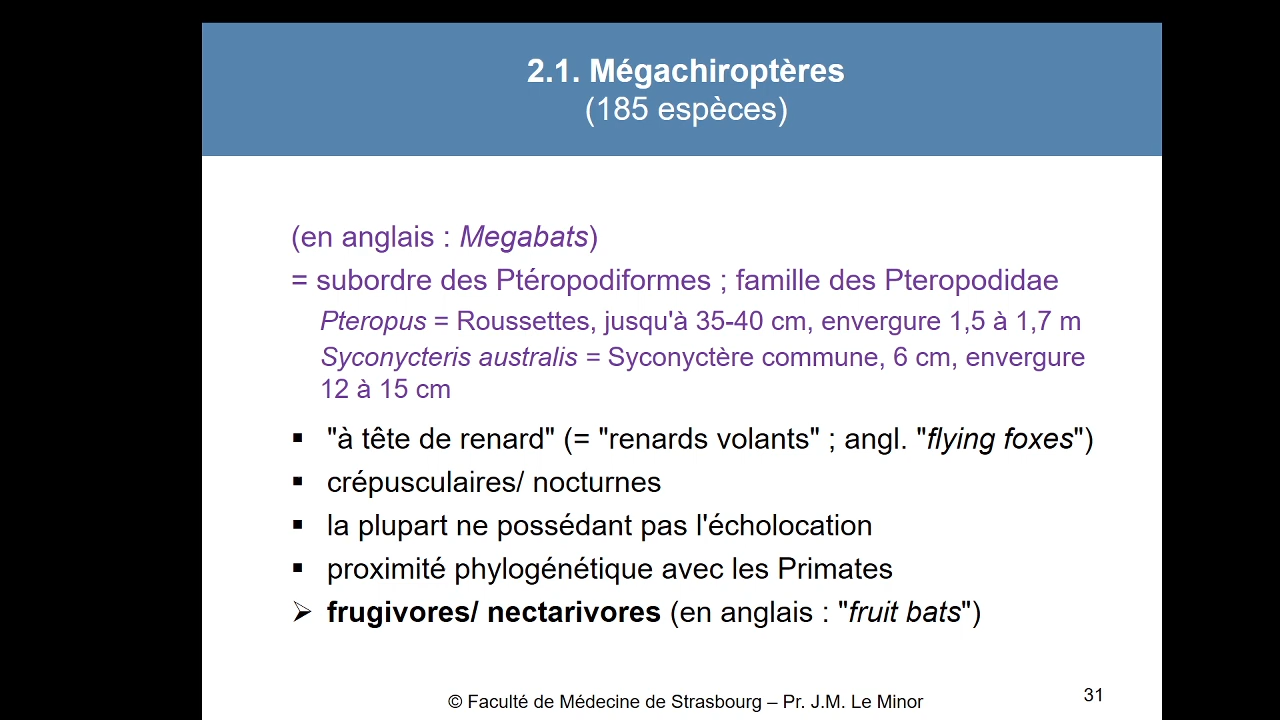 2.1. Mégachiroptères
(185 espèces)
(en anglais : Megabats)
= subordre des Ptéropodiformes ; famille des Pteropodidae
Pteropus = Roussettes, jusqu'à 35-40 cm, envergure 1,5 à 1,7 m
Syconycteris australis = Syconyctère commune, 6 cm, envergure
12 à 15 cm
▪ "à tête de renard" (= "renards volants" ; angl. "flying foxes")
▪ crépusculaires/ nocturnes
▪ la plupart ne possédant pas l'écholocation
▪ proximité phylogénétique avec les Primates
➢ frugivores/ nectarivores (en anglais : "fruit bats")
© Faculté de Médecine de Strasbourg – Pr. J.M. Le Minor
31